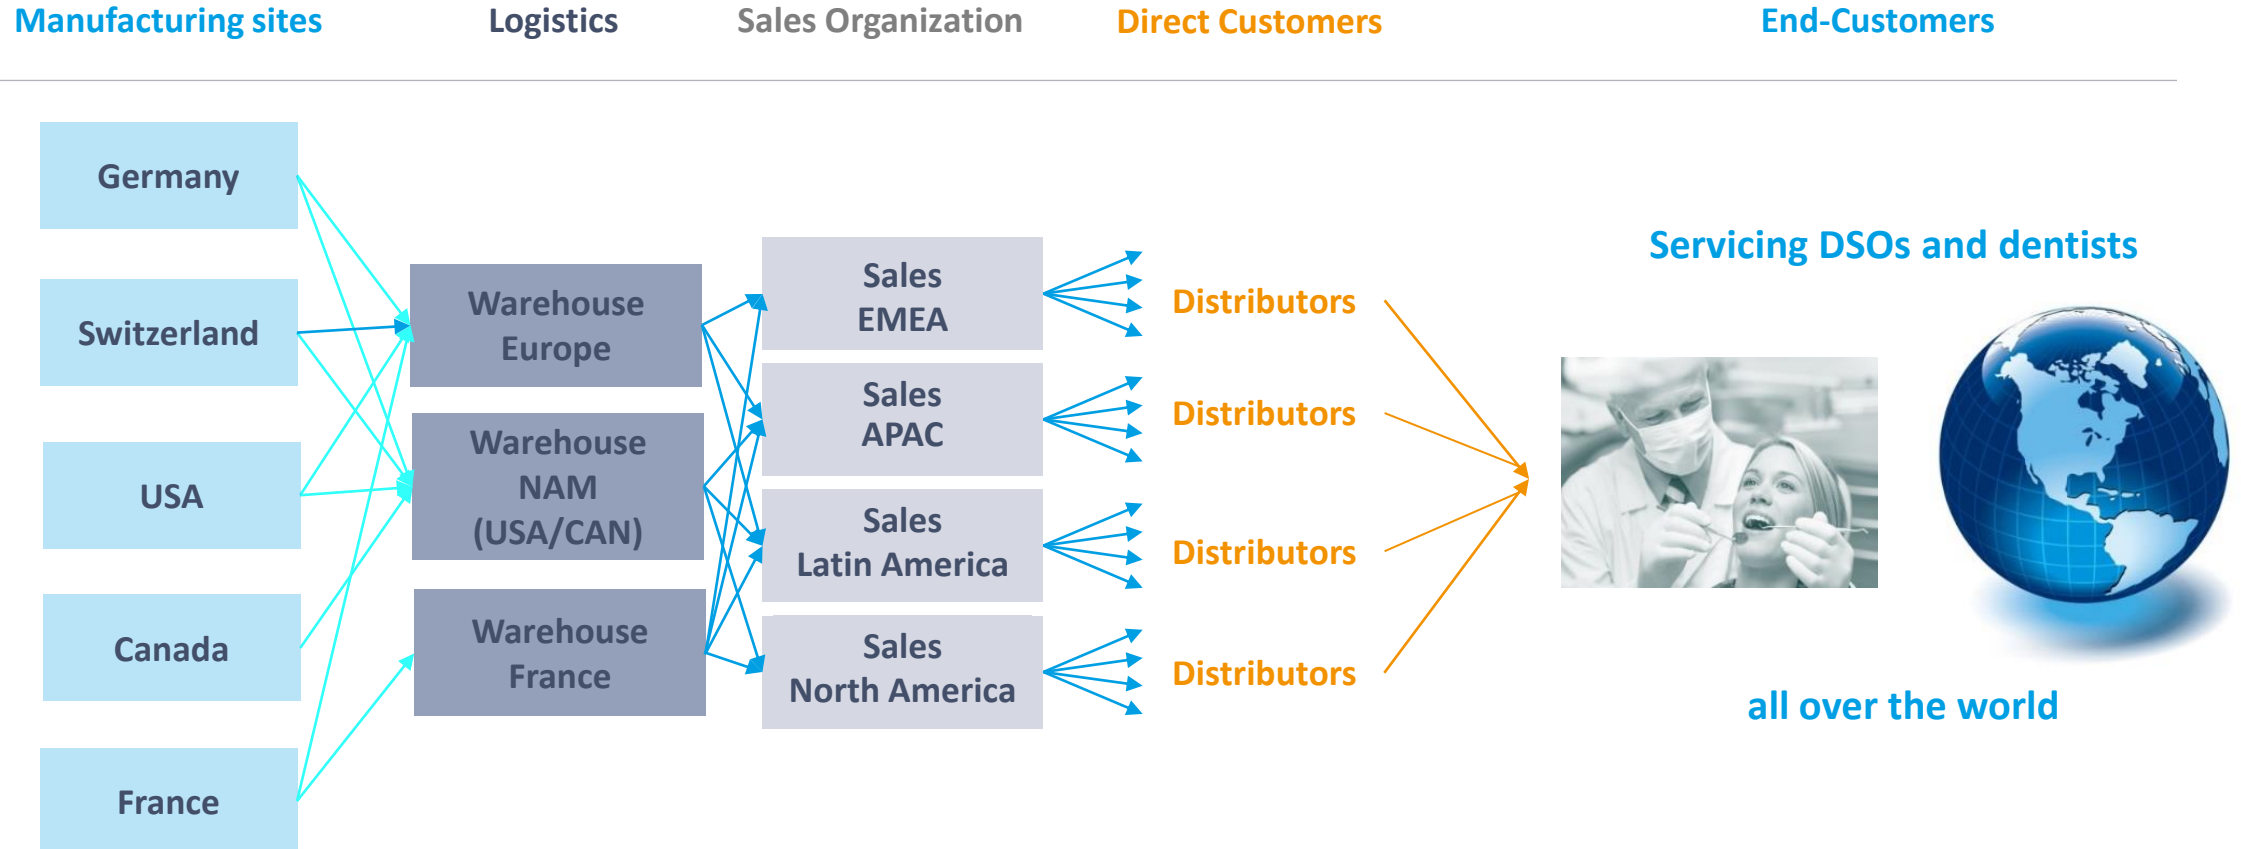 Manufacturing sites
Logistics
Sales Organization
Direct Customers
End-Customers
Germany
Switzerland
USA
Canada
France
Warehouse
Europe
Warehouse
NAM
(USA/CAN)
Warehouse
France
Sales
EMEA
Sales
APAC
Sales
Latin America
Sales
North America
Distributors
Distributors
Distributors
Distributors
Servicing DSOs and dentists
all over the world